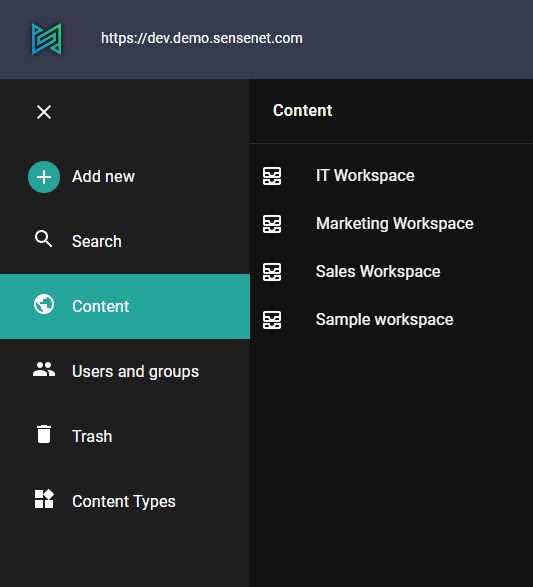 https://dev.demo.sensenet.com
Add new
Search
Content
Users and groups
Trash
Content Types
Content
IT Workspace
Marketing Workspace
Sales Workspace
Sample workspace